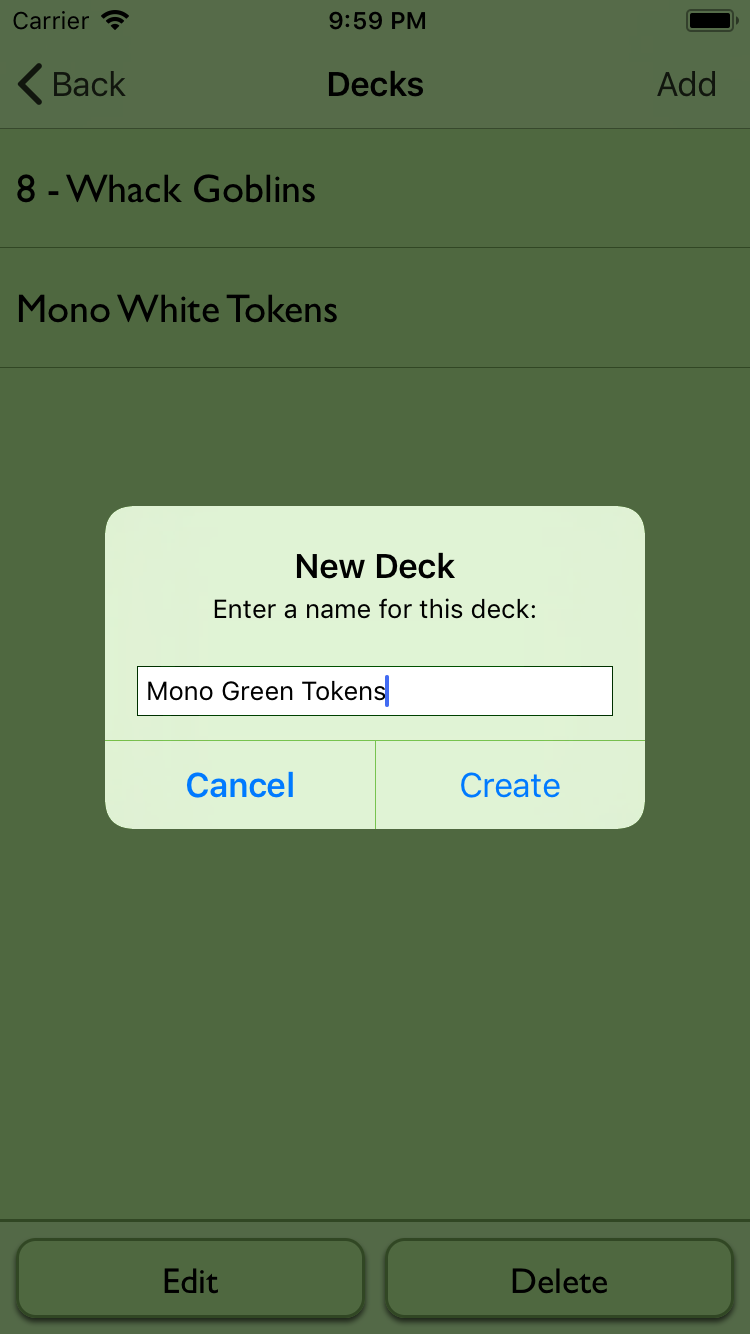 Carrier 9:59 PM
Back Decks Add
8 - Whack Goblins
Mono White Tokens
New Deck
Enter a name for this deck:
Mono Green Tokens
Cancel Create
Edit Delete